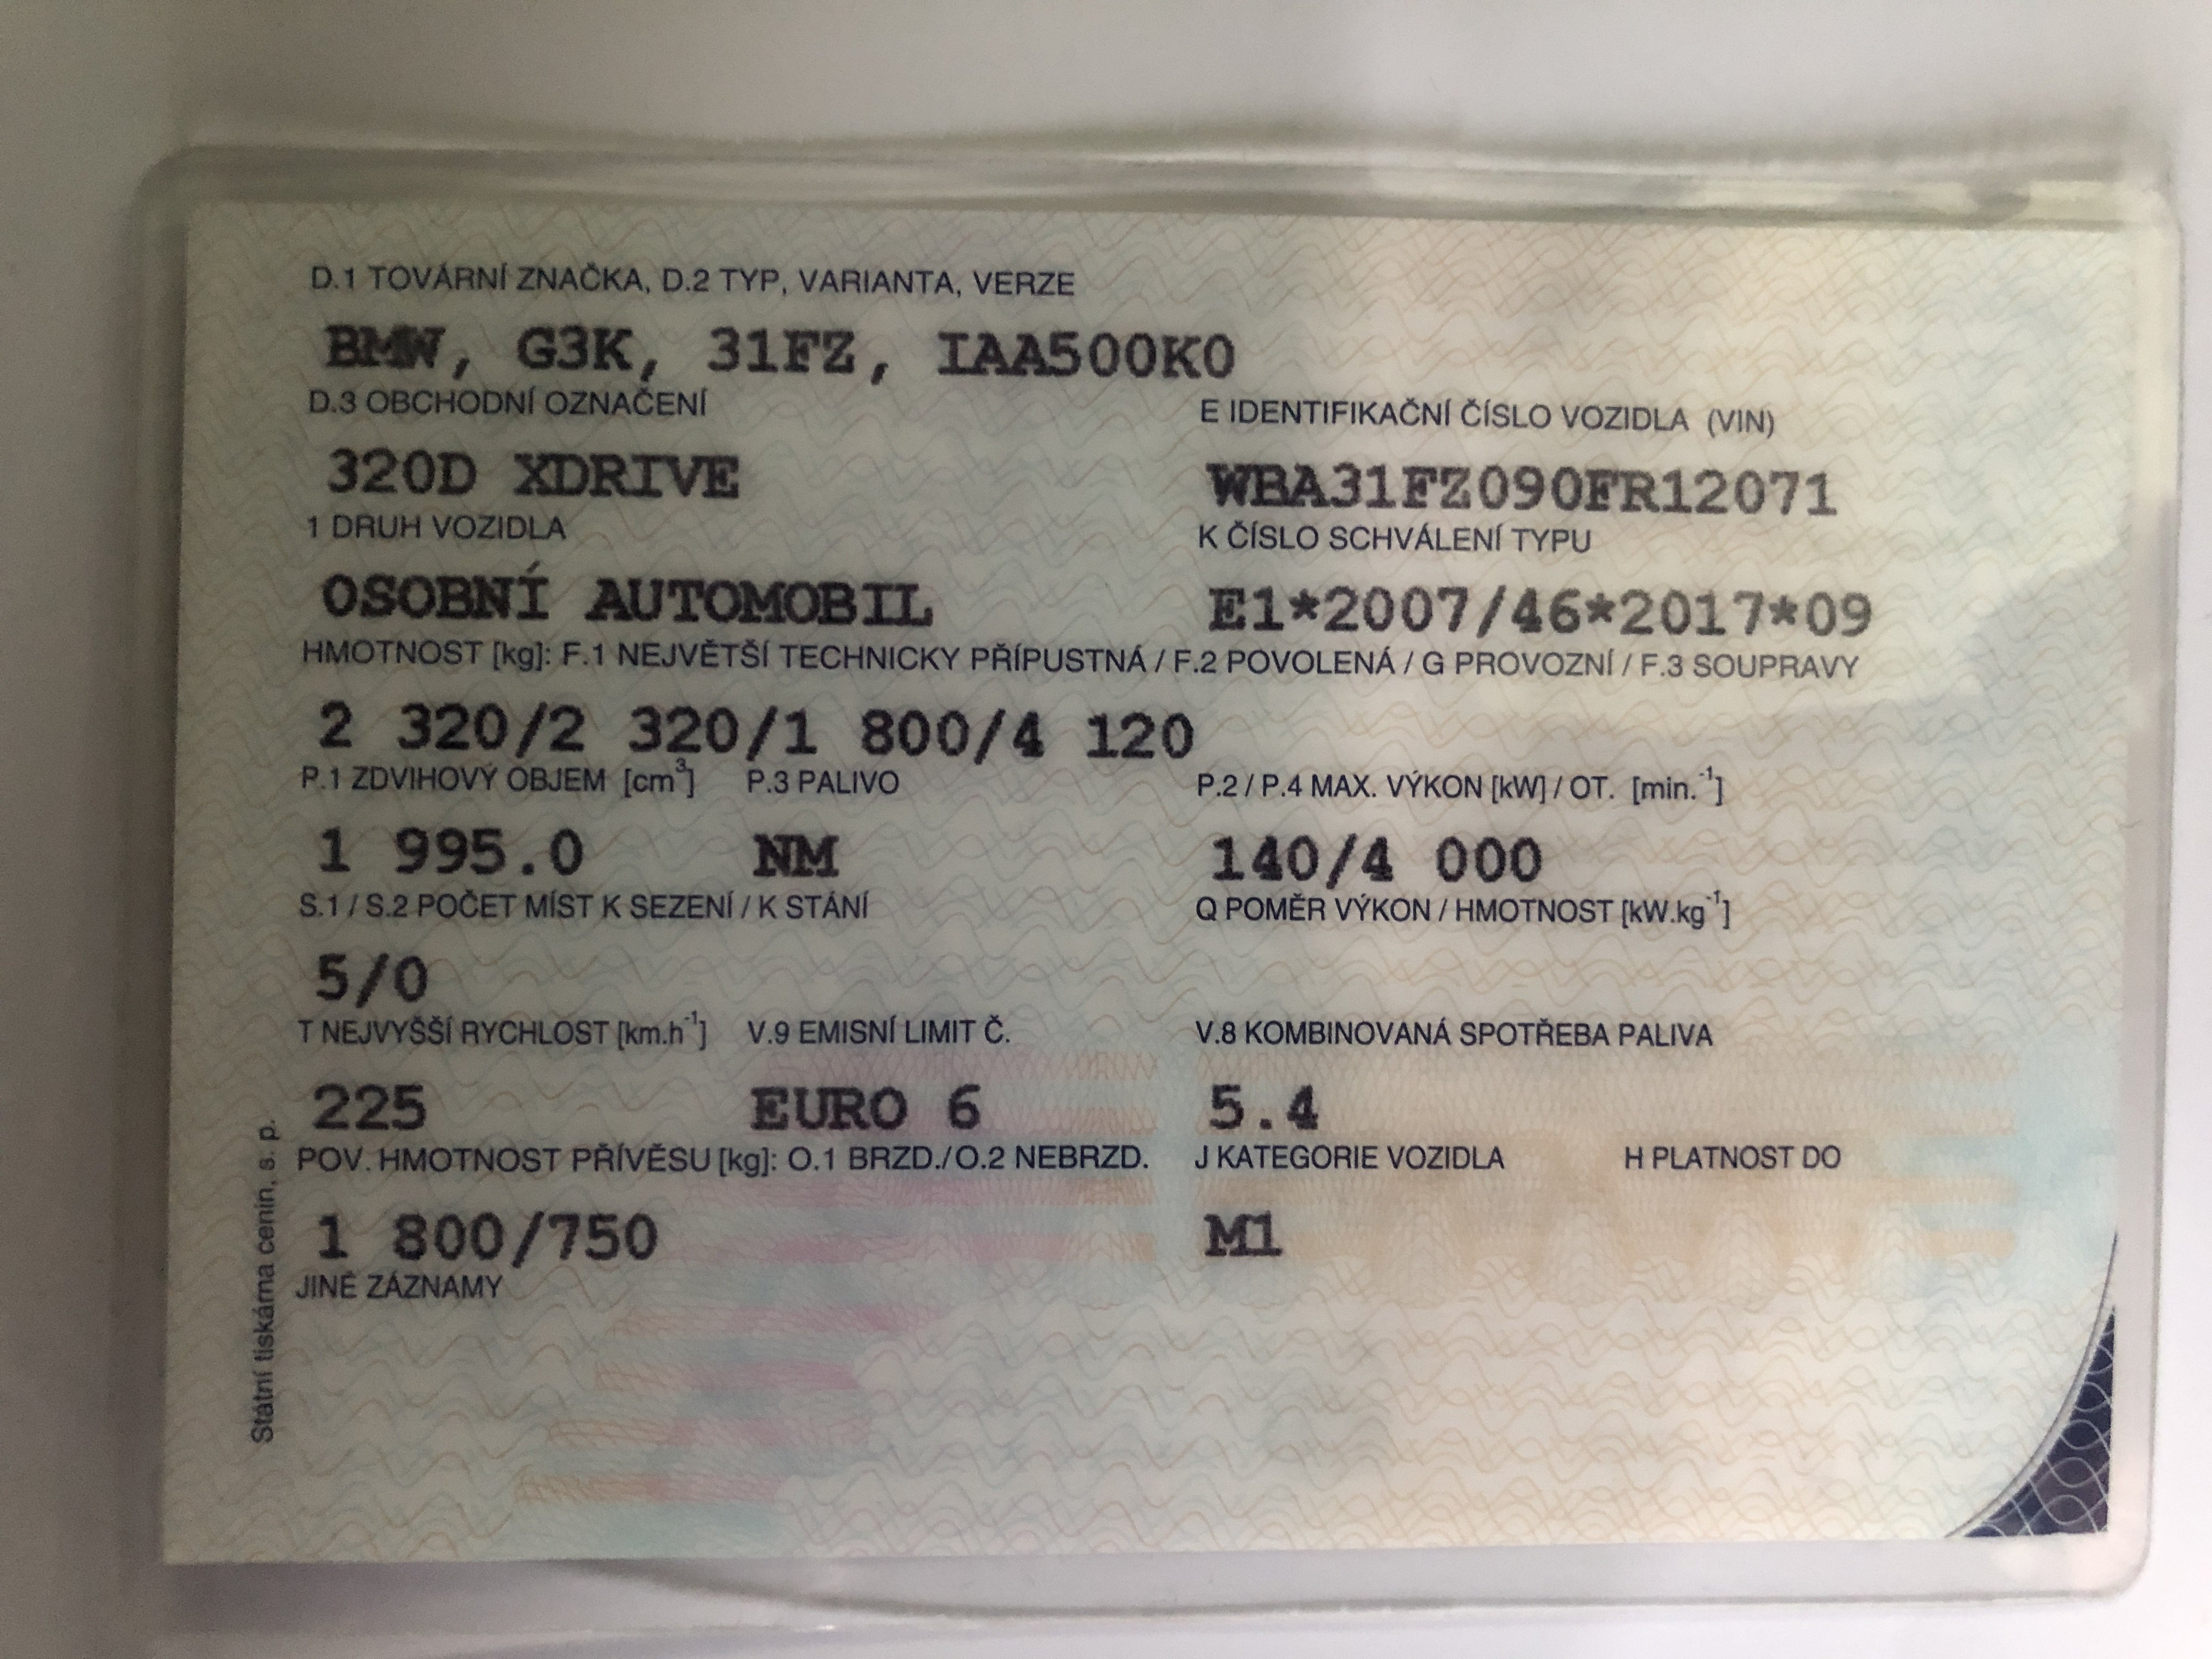 D.1 TOVÁRNÍ ZNAČKA, D.2 TYP, VARIANTA, VERZE
BMW, G3K, 31FZ, IAA500K0
D.3 OBCHODNÍ OZNAČENÍ E IDENTIFIKAČNÍ ČÍSLO VOZIDLA (VIN)
320D XDRIVE WBA31FZ090FR12071
1 DRUH VOZIDLA K ČÍSLO SCHVÁLENÍ TYPU
OSOBNÍ AUTOMOBIL E1*2007/46*2017*09
HMOTNOST [kg]: F.1 NEJVĚTŠÍ TECHNICKY PŘÍPUSTNÁ / F.2 POVOLENÁ / G PROVOZNÍ / F.3 SOUPRAVY
2 320/2 320/1 800/4 120
P.1 ZDVIHOVÝ OBJEM [cm³] P.3 PALIVO P.2 / P.4 MAX. VÝKON [kW] / OT. [min.⁻¹]
1 995.0 NM 140/4 000
S.1 / S.2 POČET MÍST K SEZENÍ / K STÁNÍ Q POMĚR VÝKON / HMOTNOST [kW.kg⁻¹]
5/0
T NEJVYŠŠÍ RYCHLOST [km.h⁻¹] V.9 EMISNÍ LIMIT Č. V.8 KOMBINOVANÁ SPOTŘEBA PALIVA
225 EURO 6 5.4
POV. HMOTNOST PŘÍVĚSU [kg]: O.1 BRZD./O.2 NEBRZD. J KATEGORIE VOZIDLA H PLATNOST DO
1 800/750 M1
JINÉ ZÁZNAMY
Státní tiskárna cenin, s. p.